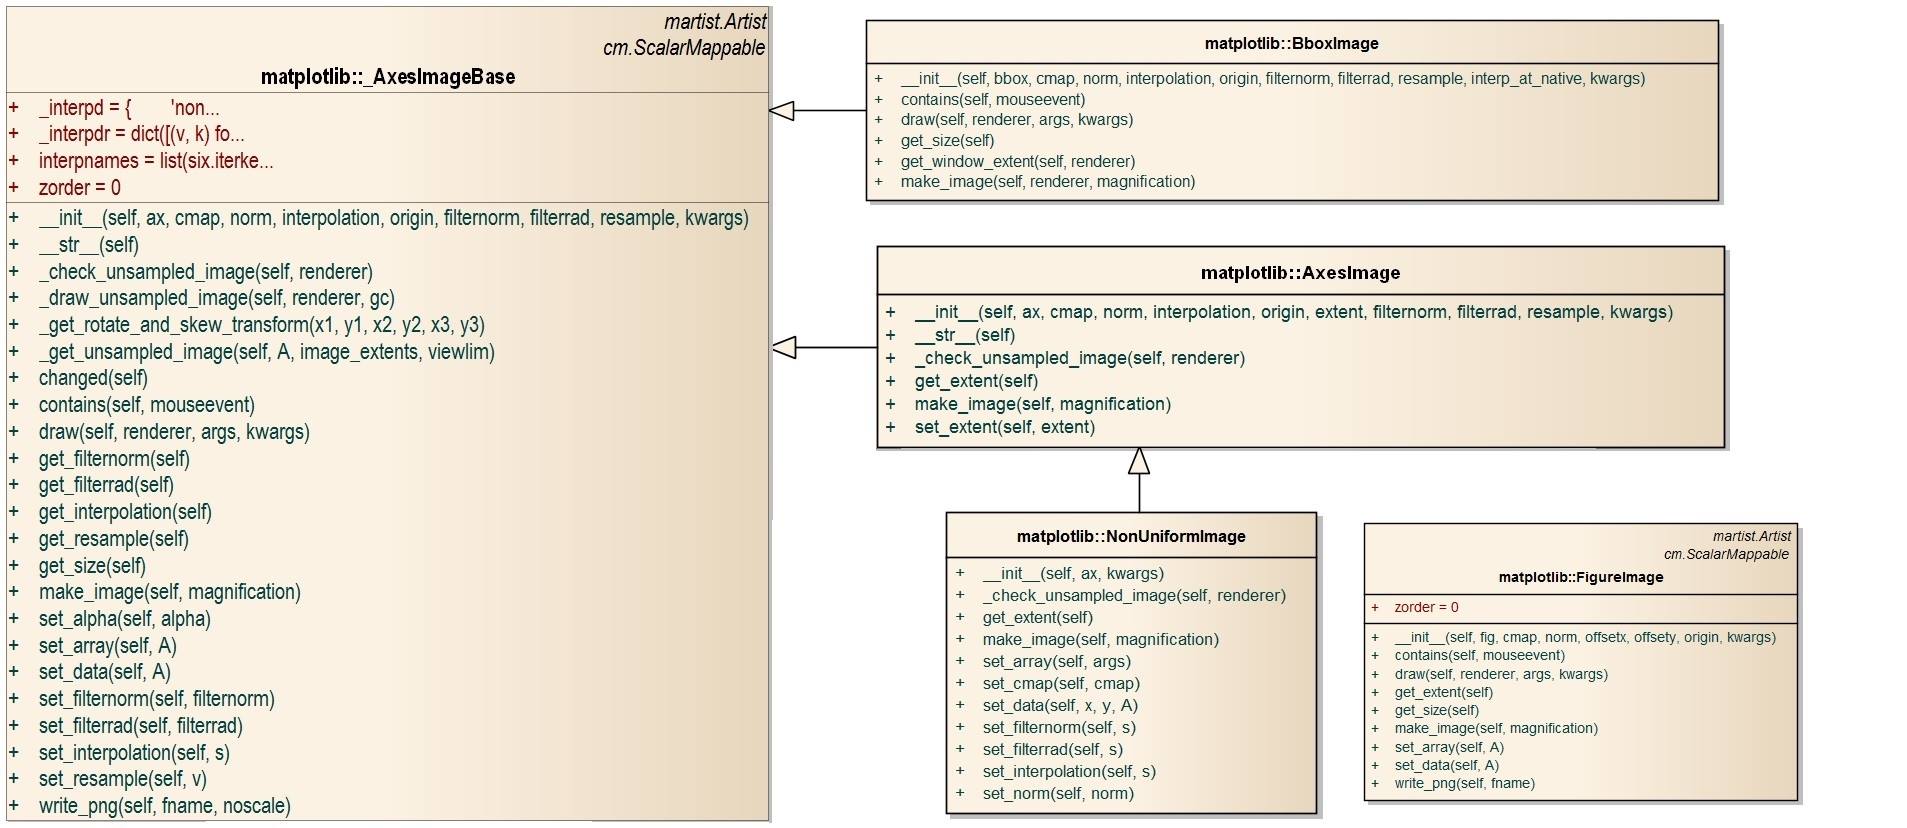 martist.Artist
cm.ScalarMappable
matplotlib::_AxesImageBase
+ _interpd = { 'non...
+ _interpdr = dict([(v, k) fo...
+ interpnames = list(six.iterke...
+ zorder = 0
+ __init__(self, ax, cmap, norm, interpolation, origin, filternorm, filterrad, resample, kwargs)
+ __str__(self)
+ _check_unsampled_image(self, renderer)
+ _draw_unsampled_image(self, renderer, gc)
+ _get_rotate_and_skew_transform(x1, y1, x2, y2, x3, y3)
+ _get_unsampled_image(self, A, image_extents, viewlim)
+ changed(self)
+ contains(self, mouseevent)
+ draw(self, renderer, args, kwargs)
+ get_filternorm(self)
+ get_filterrad(self)
+ get_interpolation(self)
+ get_resample(self)
+ get_size(self)
+ make_image(self, magnification)
+ set_alpha(self, alpha)
+ set_array(self, A)
+ set_data(self, A)
+ set_filternorm(self, filternorm)
+ set_filterrad(self, filterrad)
+ set_interpolation(self, s)
+ set_resample(self, v)
+ write_png(self, fname, noscale)
matplotlib::BboxImage
+ __init__(self, bbox, cmap, norm, interpolation, origin, filternorm, filterrad, resample, interp_at_native, kwargs)
+ contains(self, mouseevent)
+ draw(self, renderer, args, kwargs)
+ get_size(self)
+ get_window_extent(self, renderer)
+ make_image(self, renderer, magnification)
matplotlib::AxesImage
+ __init__(self, ax, cmap, norm, interpolation, origin, extent, filternorm, filterrad, resample, kwargs)
+ __str__(self)
+ _check_unsampled_image(self, renderer)
+ get_extent(self)
+ make_image(self, magnification)
+ set_extent(self, extent)
matplotlib::NonUniformImage
+ __init__(self, ax, kwargs)
+ _check_unsampled_image(self, renderer)
+ get_extent(self)
+ make_image(self, magnification)
+ set_array(self, args)
+ set_cmap(self, cmap)
+ set_data(self, x, y, A)
+ set_filternorm(self, s)
+ set_filterrad(self, s)
+ set_interpolation(self, s)
+ set_norm(self, norm)
martist.Artist
cm.ScalarMappable
matplotlib::FigureImage
+ zorder = 0
+ __init__(self, fig, cmap, norm, offsetx, offsety, origin, kwargs)
+ contains(self, mouseevent)
+ draw(self, renderer, args, kwargs)
+ get_extent(self)
+ get_size(self)
+ make_image(self, magnification)
+ set_array(self, A)
+ set_data(self, A)
+ write_png(self, fname)